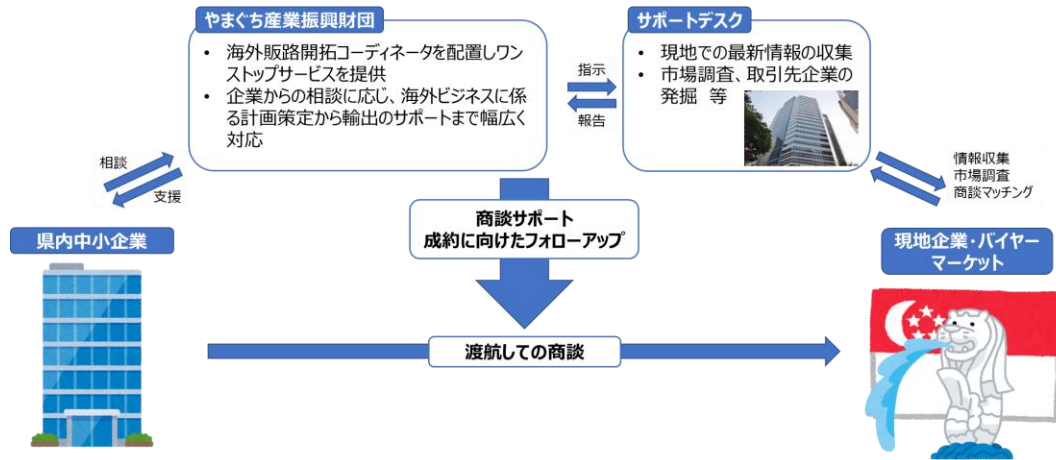 やまぐち産業振興財団
• 海外販路開拓コーディネータを配置しワン
ストップサービスを提供
• 企業からの相談に応じ、海外ビジネスに係
る計画策定から輸出のサポートまで幅広く
対応
指示
報告
サポートデスク
• 現地での最新情報の収集
• 市場調査、取引先企業の
発掘 等
相談
支援
情報収集
市場調査
商談マッチング
商談サポート
成約に向けたフォローアップ
県内中小企業
現地企業・バイヤー
マーケット
渡航しての商談